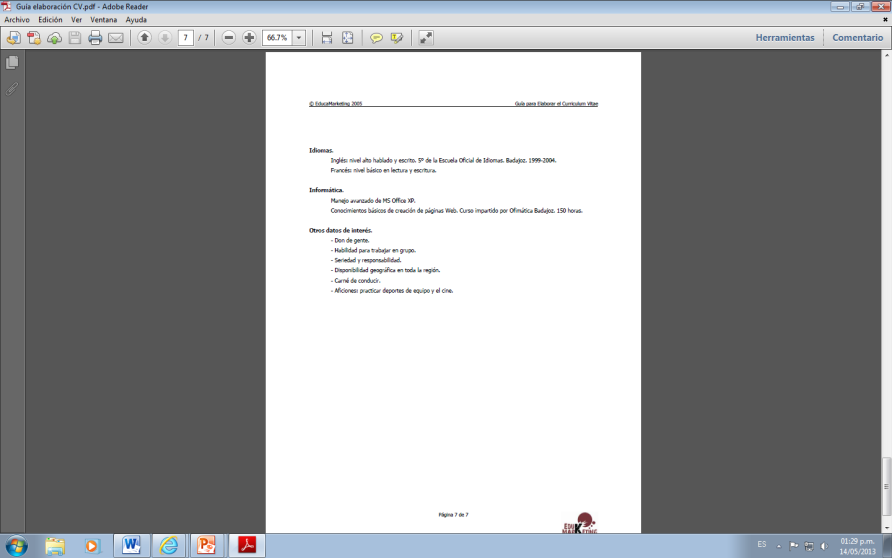 Guía elaboración CV.pdf - Adobe Reader
Archivo Edición Ver Ventana Ayuda
7 / 7 66.7% Herramientas Comentario
© EducaMarketing 2005 Guía para Elaborar el Curriculum Vitae
Idiomas.
Inglés: nivel alto hablado y escrito. 5º de la Escuela Oficial de Idiomas. Badajoz. 1999-2004.
Francés: nivel básico en lectura y escritura.
Informática.
Manejo avanzado de MS Office XP.
Conocimientos básicos de creación de páginas Web. Curso impartido por Ofimática Badajoz. 150 horas.
Otros datos de interés.
- Don de gente.
- Habilidad para trabajar en grupo.
- Seriedad y responsabilidad.
- Disponibilidad geográfica en toda la región.
- Carné de conducir.
- Aficiones: practicar deportes de equipo y el cine.
Página 7 de 7
EDUK
MARKETING
ES 01:29 p.m.
14/05/2013